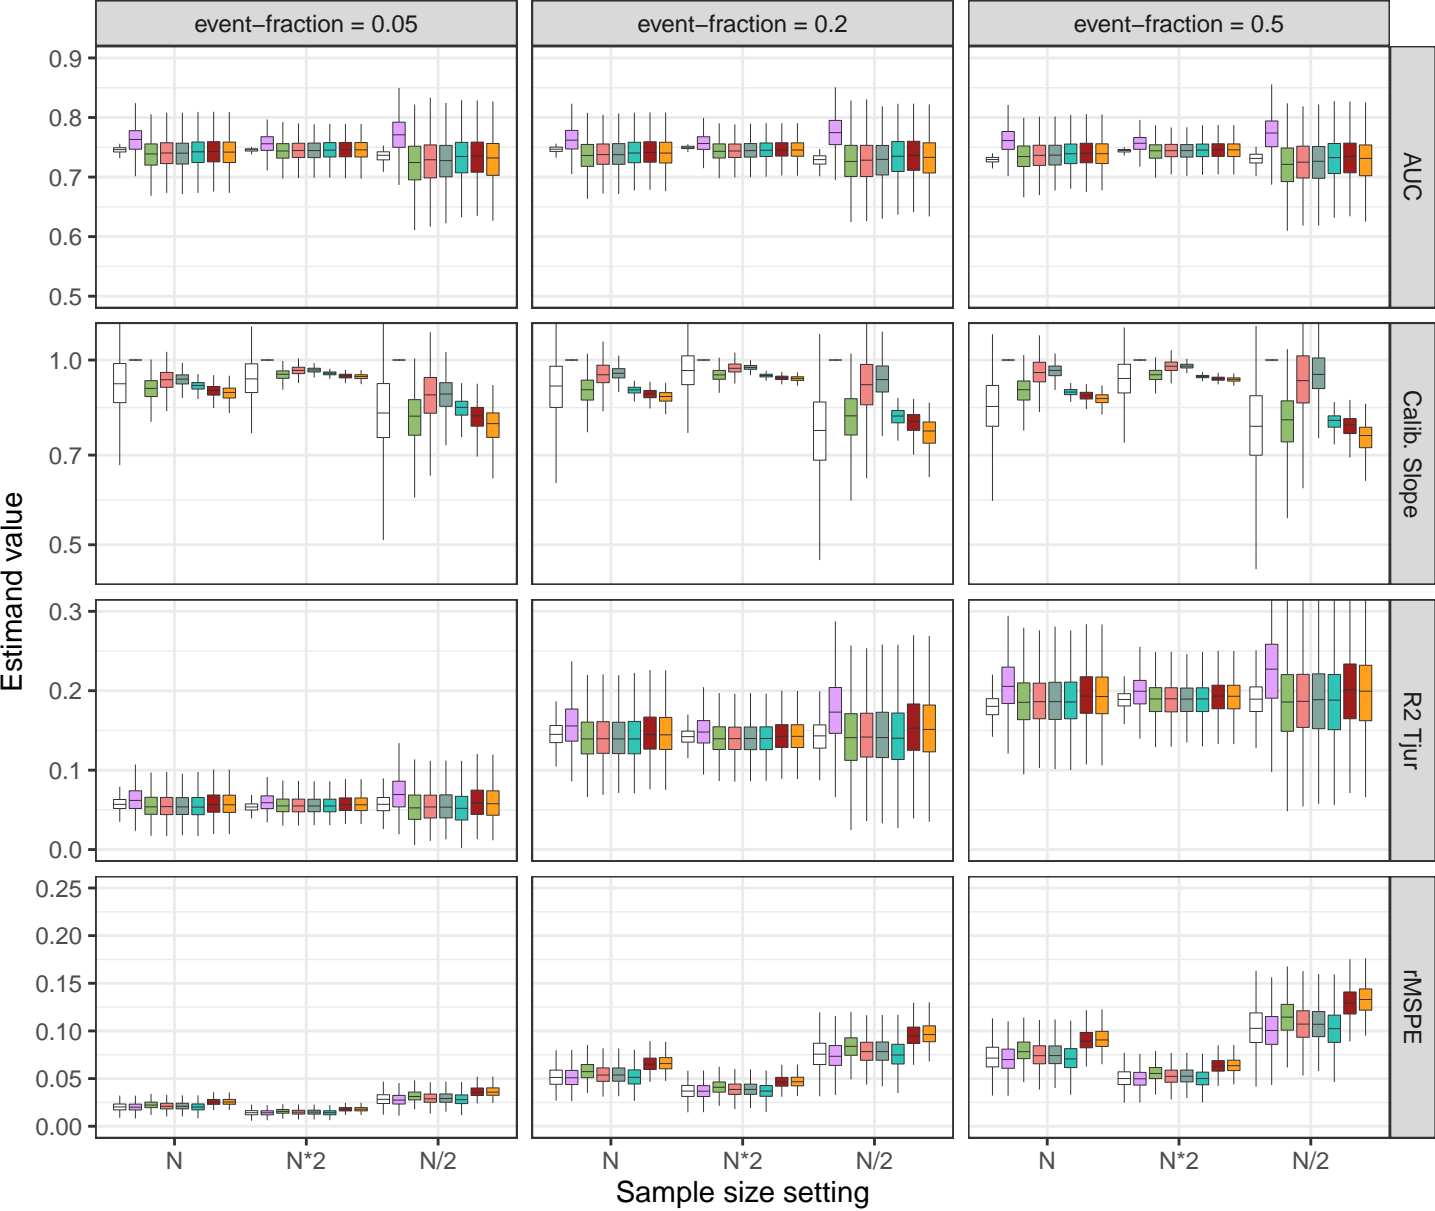 event−fraction = 0.05
event−fraction = 0.2
event−fraction = 0.5
0.9
0.8
0.7
0.6
0.5
AUC
1.0
0.7
0.5
Calib. Slope
0.3
0.2
0.1
0.0
R2 Tjur
0.25
0.20
0.15
0.10
0.05
0.00
rMSPE
Estimand value
N
N*2
N/2
N
N*2
N/2
N
N*2
N/2
Sample size setting